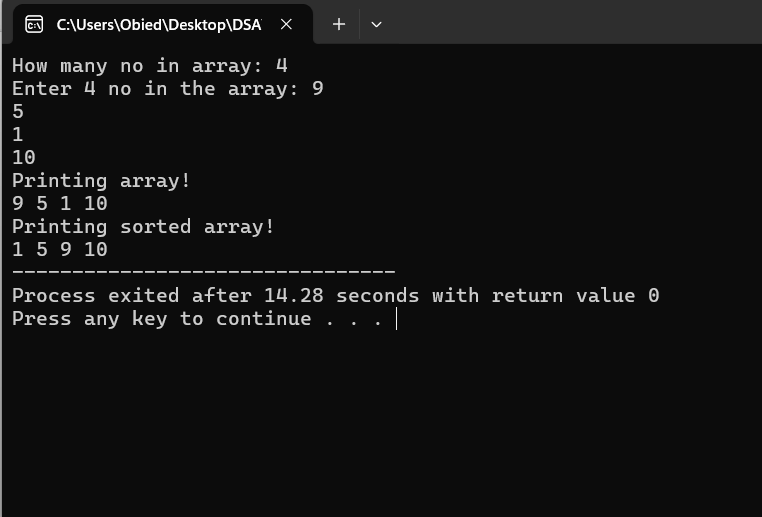 C:\Users\Obied\Desktop\DSA
How many no in array: 4
Enter 4 no in the array: 9
5
1
10
Printing array!
9 5 1 10
Printing sorted array!
1 5 9 10
--------------------------------
Process exited after 14.28 seconds with return value 0
Press any key to continue . . .